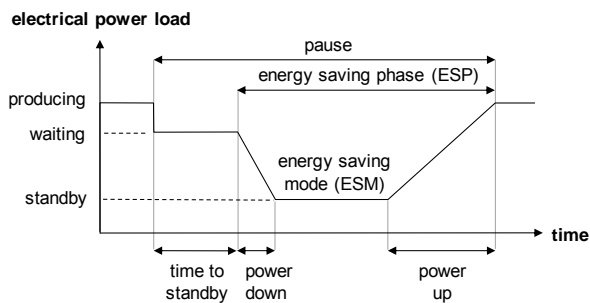 electrical power load
pause
energy saving phase (ESP)
producing
waiting
energy saving
mode (ESM)
standby
time
time to
standby
power
down
power
up